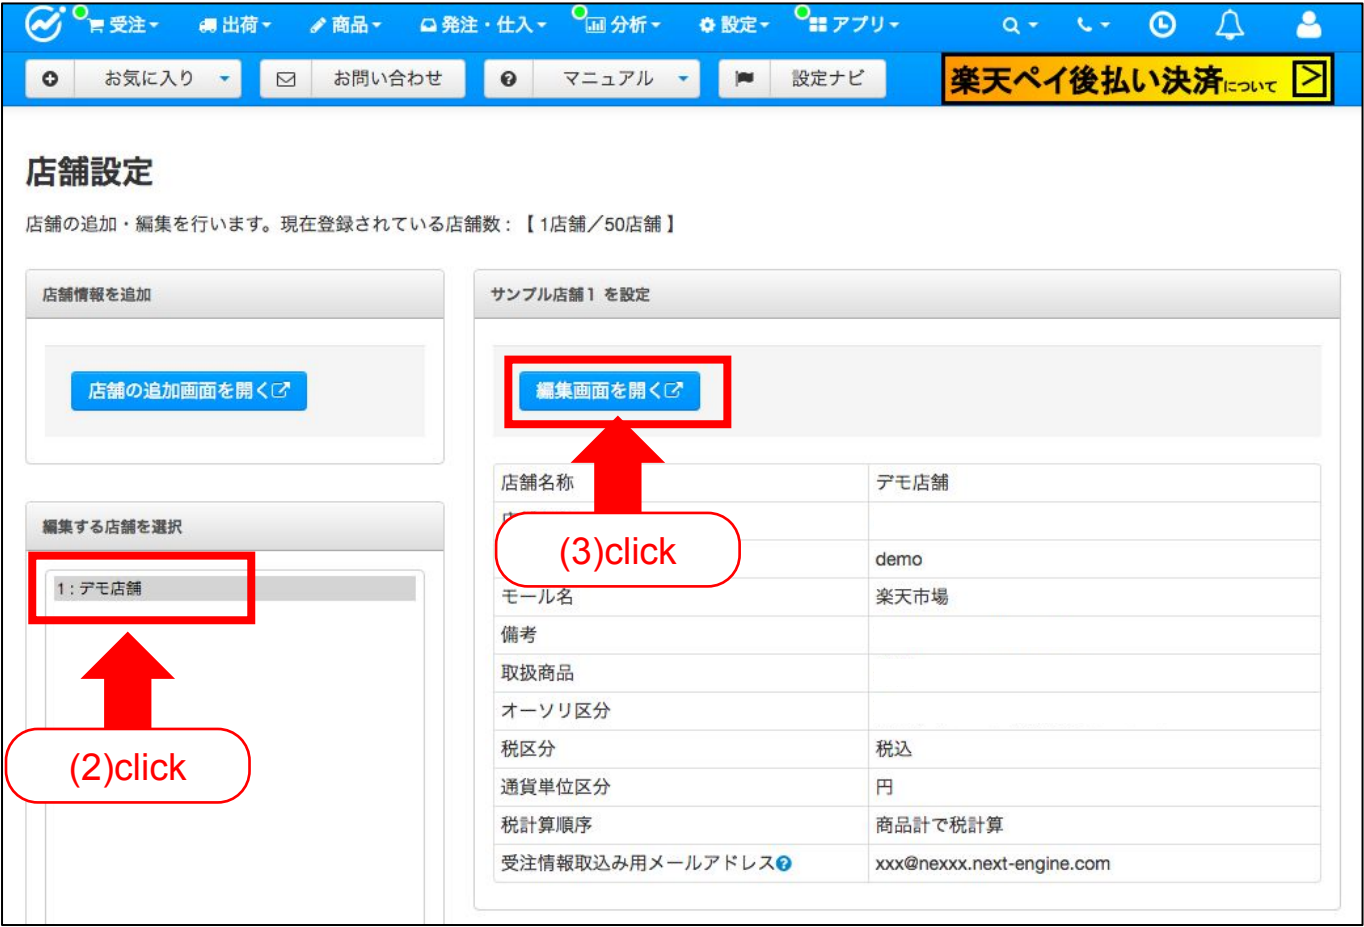 受注 出荷 商品 発注・仕入 分析 設定 アプリ
お気に入り お問い合わせ マニュアル 設定ナビ 楽天ペイ後払い決済について
店舗設定
店舗の追加・編集を行います。現在登録されている店舗数：【 1店舗／50店舗 】
店舗情報を追加
店舗の追加画面を開く
編集する店舗を選択
1 : デモ店舗
(2)click
サンプル店舗１ を設定
編集画面を開く
(3)click
店舗名称 デモ店舗
demo
モール名 楽天市場
備考
取扱商品
オーソリ区分
税区分 税込
通貨単位区分 円
税計算順序 商品計で税計算
受注情報取込み用メールアドレス xxx@nexxx.next-engine.com